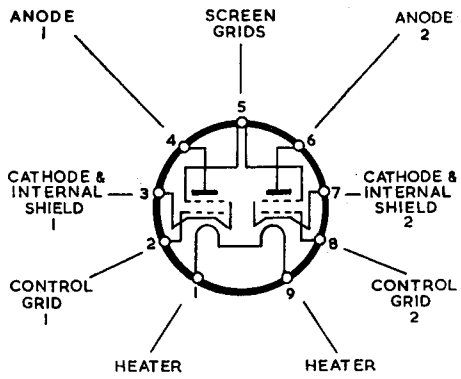 ANODE
1
SCREEN
GRIDS
ANODE
2
5
4
6
CATHODE &
INTERNAL
SHIELD
1
3
7
CATHODE &
INTERNAL
SHIELD
2
2
8
CONTROL
GRID
1
1
9
CONTROL
GRID
2
HEATER
HEATER